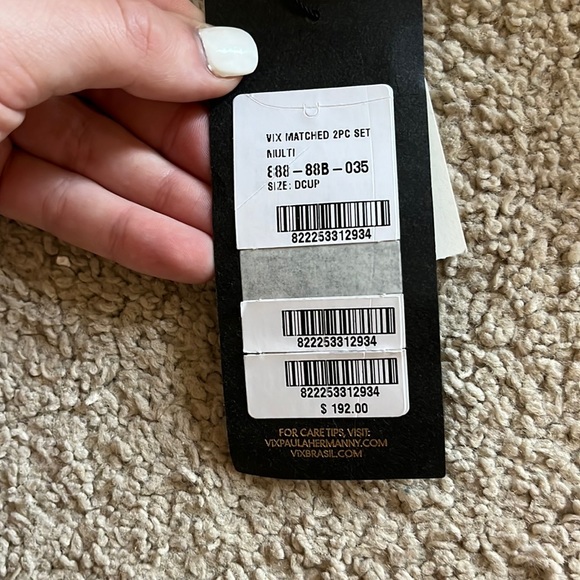 VIX MATCHED 2PC SET
MULTI
888-88B-035
SIZE: DCUP
822253312934
822253312934
822253312934
$ 192.00
FOR CARE TIPS, VISIT:
VIXPAULAHERMANNY.COM
VIXBRASIL.COM